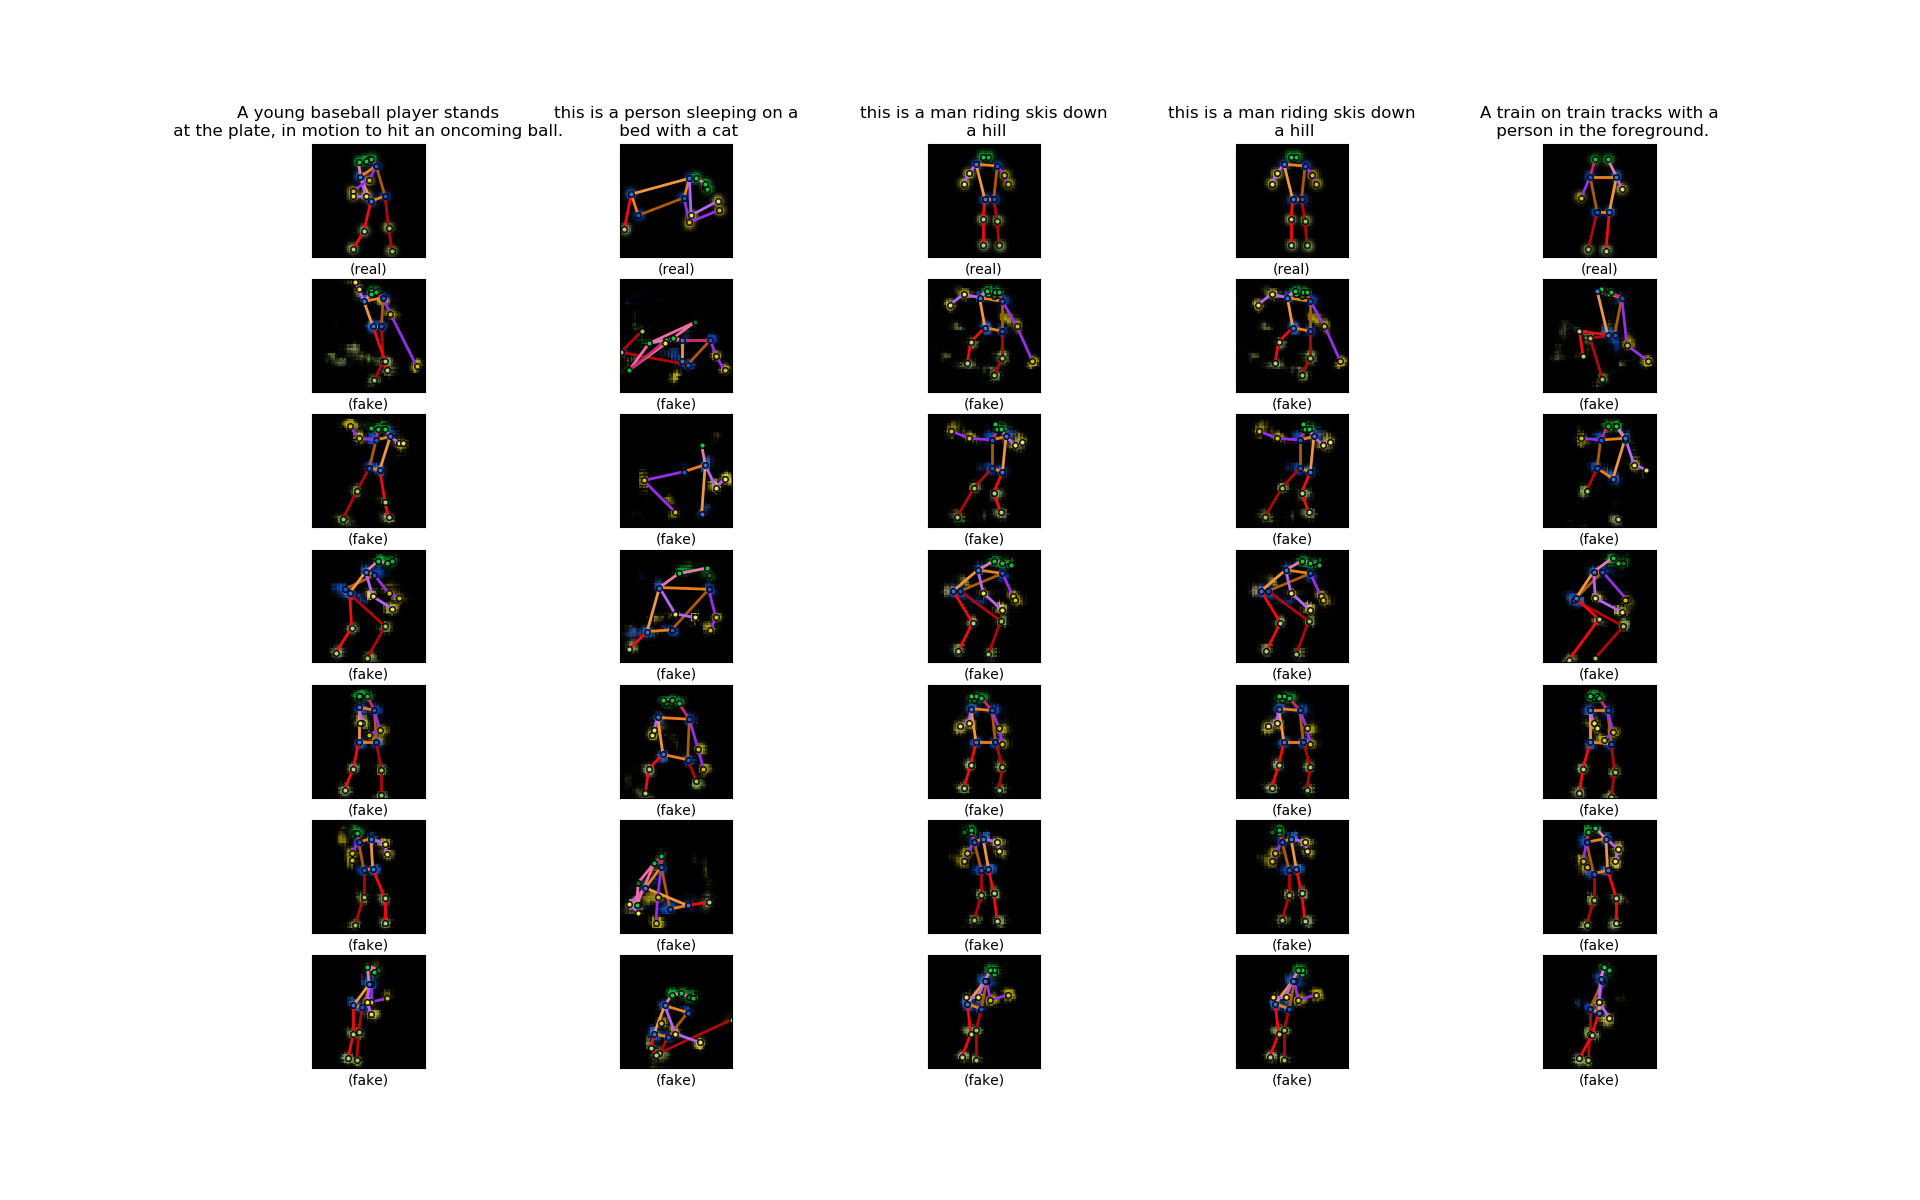 A young baseball player stands
at the plate, in motion to hit an oncoming ball.
this is a person sleeping on a
bed with a cat
this is a man riding skis down
a hill
this is a man riding skis down
a hill
A train on train tracks with a
person in the foreground.
(real) (real) (real) (real) (real)
(fake) (fake) (fake) (fake) (fake)
(fake) (fake) (fake) (fake) (fake)
(fake) (fake) (fake) (fake) (fake)
(fake) (fake) (fake) (fake) (fake)
(fake) (fake) (fake) (fake) (fake)
(fake) (fake) (fake) (fake) (fake)